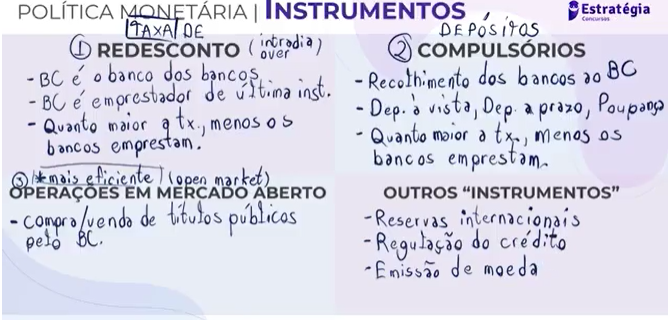 POLÍTICA MONETÁRIA | INSTRUMENTOS
Estratégia
Concursos
TAXA DE
① REDESCONTO (intradia)
over
- BC é o banco dos bancos
- BC é emprestador de última inst.
- Quanto maior a tx., menos os
bancos emprestam.
DEPÓSITOS
② COMPULSÓRIOS
- Recolhimento dos bancos ao BC
- Dep. à vista, Dep. a prazo, Poupança
- Quanto maior a tx., menos os
bancos emprestam.
③ *mais eficiente (open market)
OPERAÇÕES EM MERCADO ABERTO
- Compra/venda de títulos públicos
pelo BC.
OUTROS “INSTRUMENTOS”
- Reservas internacionais
- Regulação do crédito
- Emissão de moeda